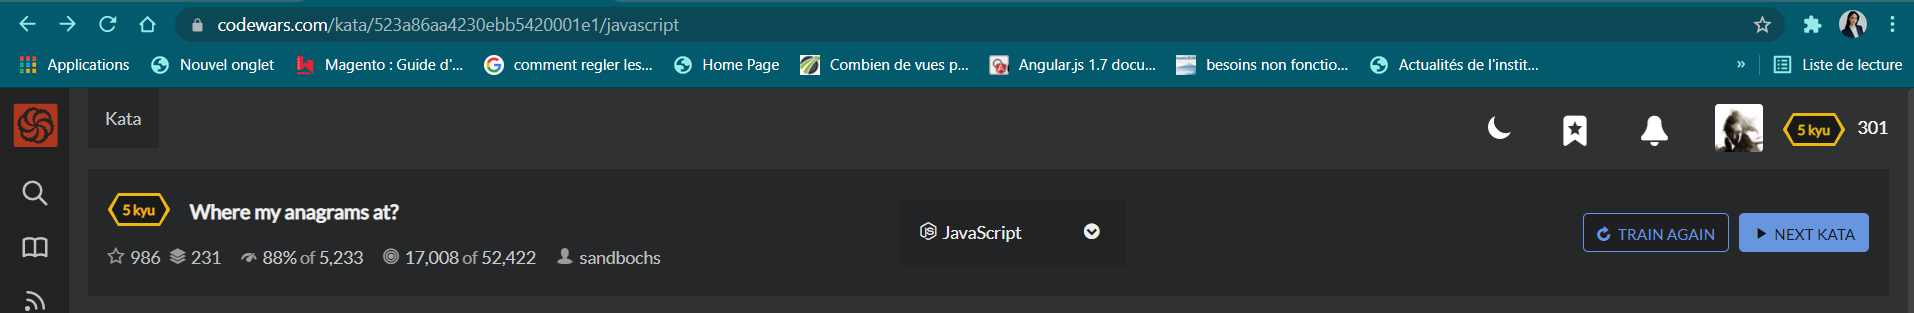 codewars.com/kata/523a86aa4230ebb5420001e1/javascript
Applications Nouvel onglet Magento : Guide d'... comment regler les... Home Page Combien de vues p... Angular.js 1.7 docu... besoins non fonctio... Actualités de l'instit... » Liste de lecture
Kata
5 kyu 301
5 kyu Where my anagrams at?
JS JavaScript
TRAIN AGAIN NEXT KATA
986 231 88% of 5,233 17,008 of 52,422 sandbochs